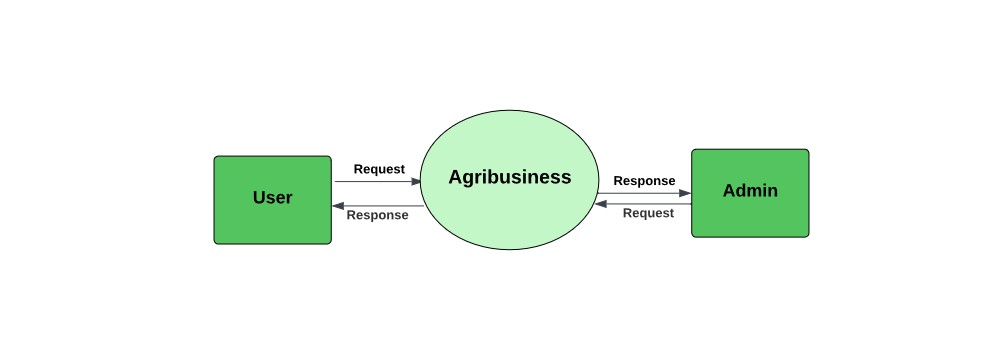 User
Request
Response
Agribusiness
Response
Request
Admin